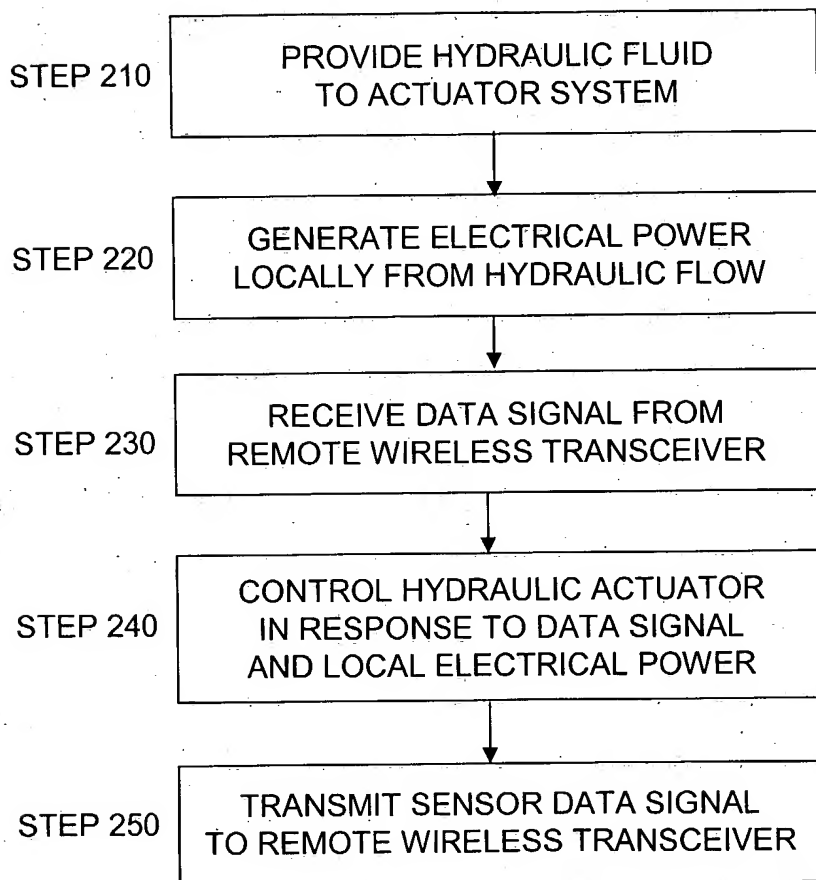 STEP 210
PROVIDE HYDRAULIC FLUID
TO ACTUATOR SYSTEM
STEP 220
GENERATE ELECTRICAL POWER
LOCALLY FROM HYDRAULIC FLOW
STEP 230
RECEIVE DATA SIGNAL FROM
REMOTE WIRELESS TRANSCEIVER
STEP 240
CONTROL HYDRAULIC ACTUATOR
IN RESPONSE TO DATA SIGNAL
AND LOCAL ELECTRICAL POWER
STEP 250
TRANSMIT SENSOR DATA SIGNAL
TO REMOTE WIRELESS TRANSCEIVER